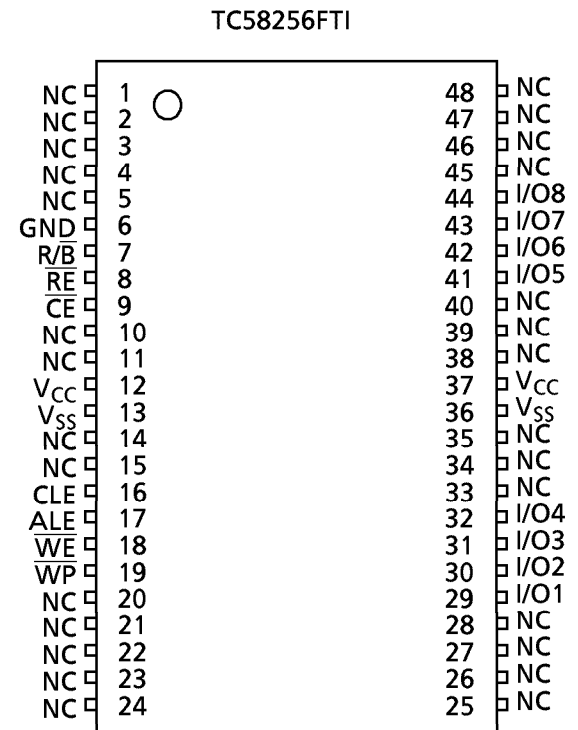 TC58256FTI
NC 1 48 NC
NC 2 47 NC
NC 3 46 NC
NC 4 45 NC
NC 5 44 I/O8
GND 6 43 I/O7
R/B̅ 7 42 I/O6
R̅E̅ 8 41 I/O5
C̅E̅ 9 40 NC
NC 10 39 NC
NC 11 38 NC
VCC 12 37 VCC
VSS 13 36 VSS
NC 14 35 NC
NC 15 34 NC
CLE 16 33 NC
ALE 17 32 I/O4
W̅E̅ 18 31 I/O3
W̅P̅ 19 30 I/O2
NC 20 29 I/O1
NC 21 28 NC
NC 22 27 NC
NC 23 26 NC
NC 24 25 NC